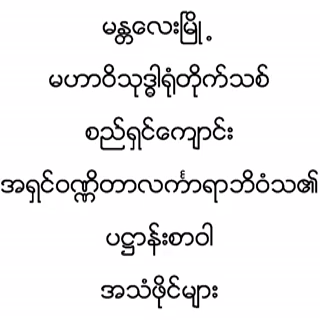 မန္တလေးမြို့
မဟာဝိသုဒ္ဓါရုံတိုက်သစ်
စည်ရှင်ကျောင်း
အရှင်ဝဏ္ဏိတာလင်္ကာရာဘိဝံသ၏
ပဋ္ဌာန်းစာဝါ
အသံဖိုင်များ